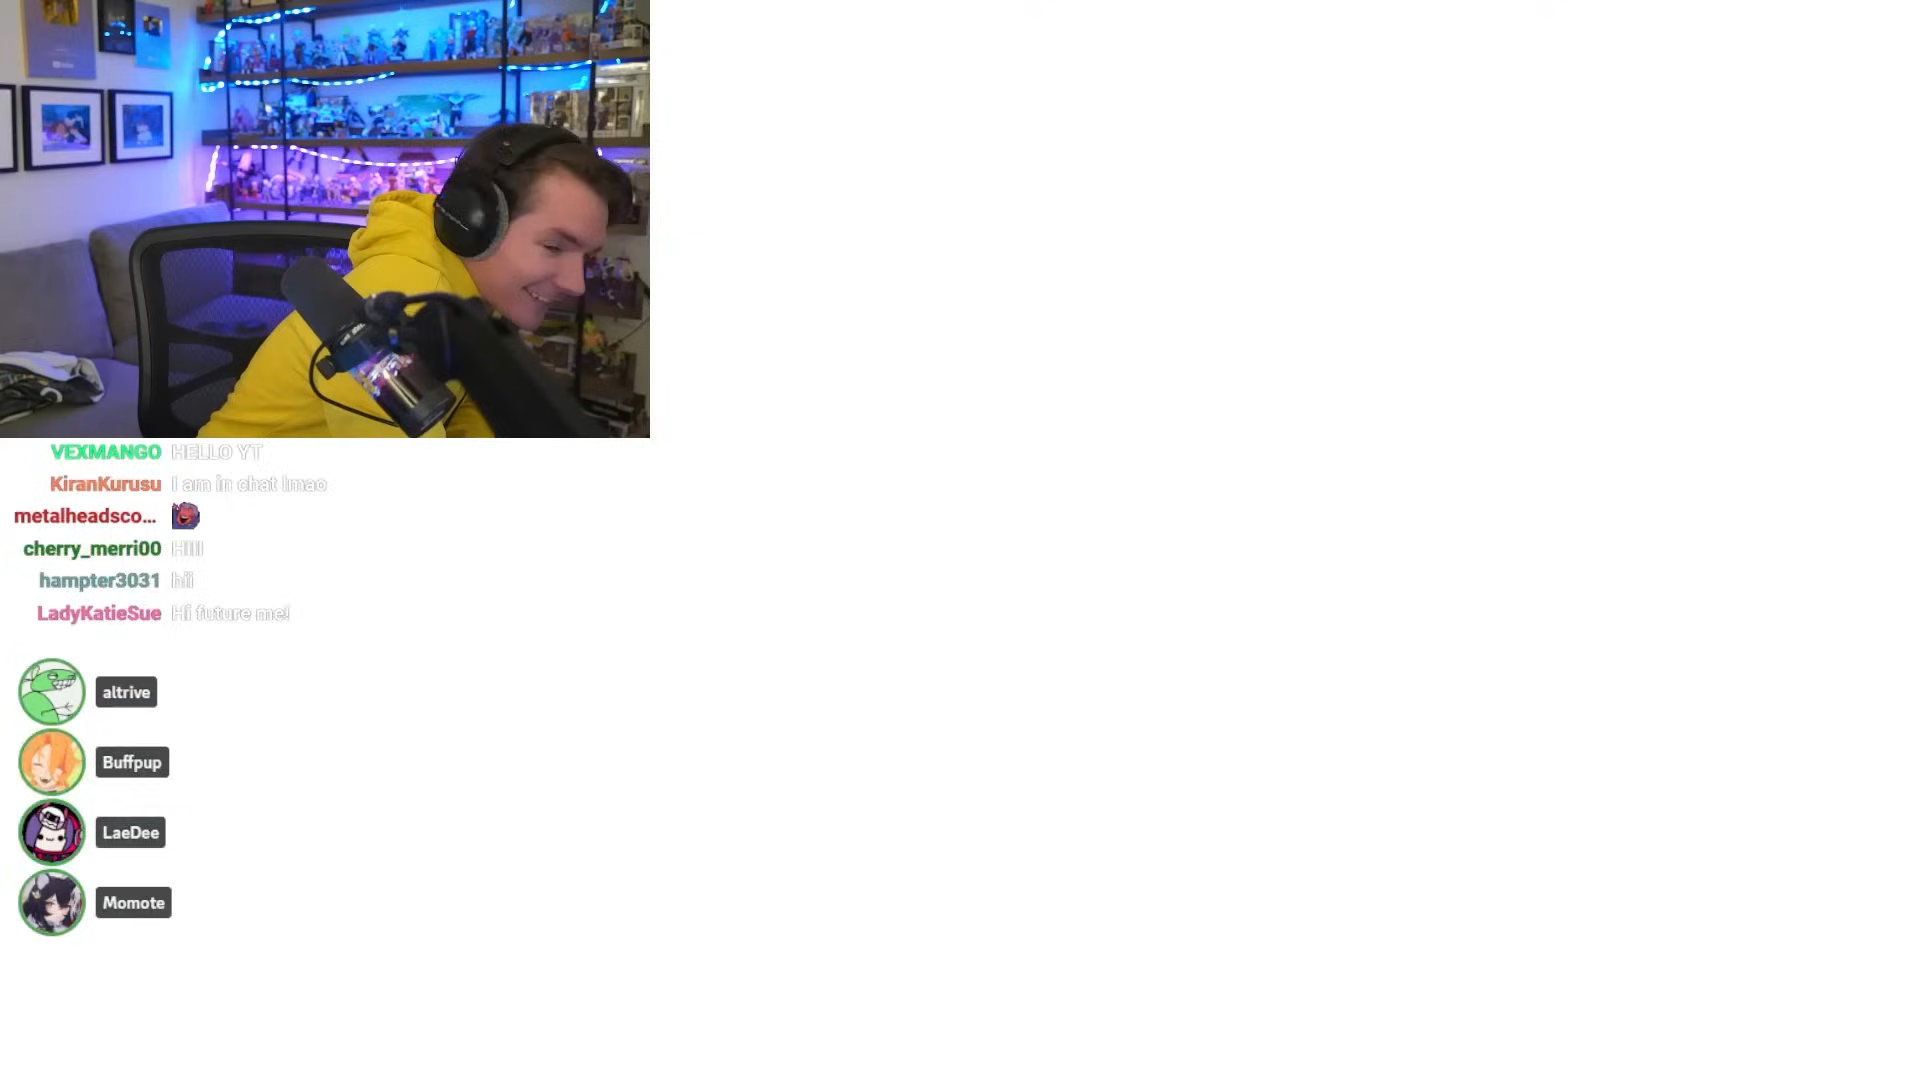 VEXMANGO HELLO YT
KiranKurusu I am in chat lmao
metalheadsco...
cherry_merri00 HIII
hampter3031 hii
LadyKatieSue Hi future me!
altrive
Buffpup
LaeDee
Momote